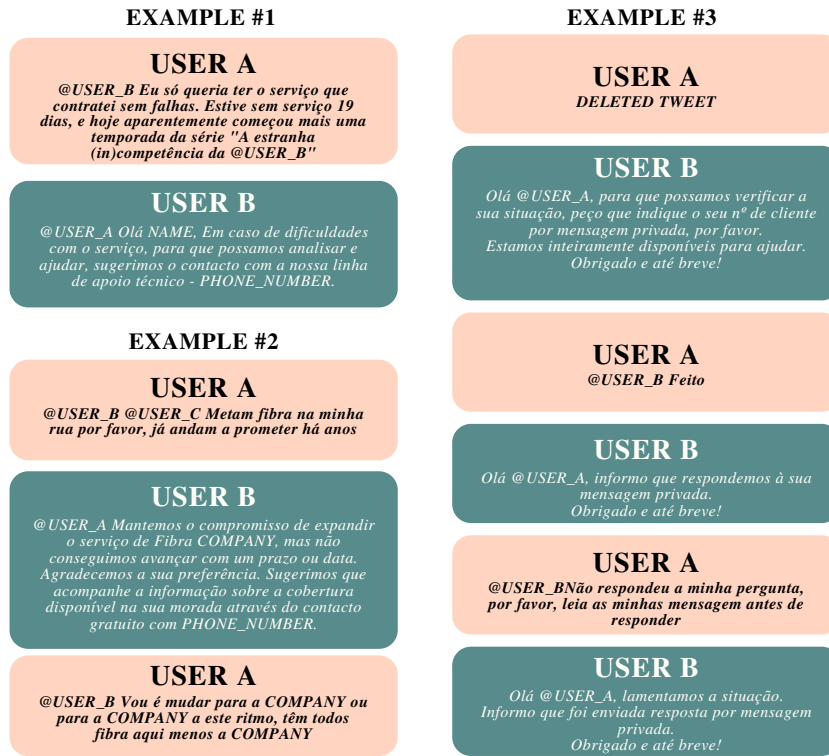 EXAMPLE #1
USER A
@USER_B Eu só queria ter o serviço que
contratei sem falhas. Estive sem serviço 19
dias, e hoje aparentemente começou mais uma
temporada da série "A estranha
(in)competência da @USER_B"
USER B
@USER_A Olá NAME, Em caso de dificuldades
com o serviço, para que possamos analisar e
ajudar, sugerimos o contacto com a nossa linha
de apoio técnico - PHONE_NUMBER.
EXAMPLE #2
USER A
@USER_B @USER_C Metam fibra na minha
rua por favor, já andam a prometer há anos
USER B
@USER_A Mantemos o compromisso de expandir
o serviço de Fibra COMPANY, mas não
conseguimos avançar com um prazo ou data.
Agradecemos a sua preferência. Sugerimos que
acompanhe a informação sobre a cobertura
disponível na sua morada através do contacto
gratuito com PHONE_NUMBER.
USER A
@USER_B Vou é mudar para a COMPANY ou
para a COMPANY a este ritmo, têm todos
fibra aqui menos a COMPANY
EXAMPLE #3
USER A
DELETED TWEET
USER B
Olá @USER_A, para que possamos verificar a
sua situação, peço que indique o seu nº de cliente
por mensagem privada, por favor.
Estamos inteiramente disponíveis para ajudar.
Obrigado e até breve!
USER A
@USER_B Feito
USER B
Olá @USER_A, informo que respondemos à sua
mensagem privada.
Obrigado e até breve!
USER A
@USER_BNão respondeu a minha pergunta,
por favor, leia as minhas mensagem antes de
responder
USER B
Olá @USER_A, lamentamos a situação.
Informo que foi enviada resposta por mensagem
privada.
Obrigado e até breve!